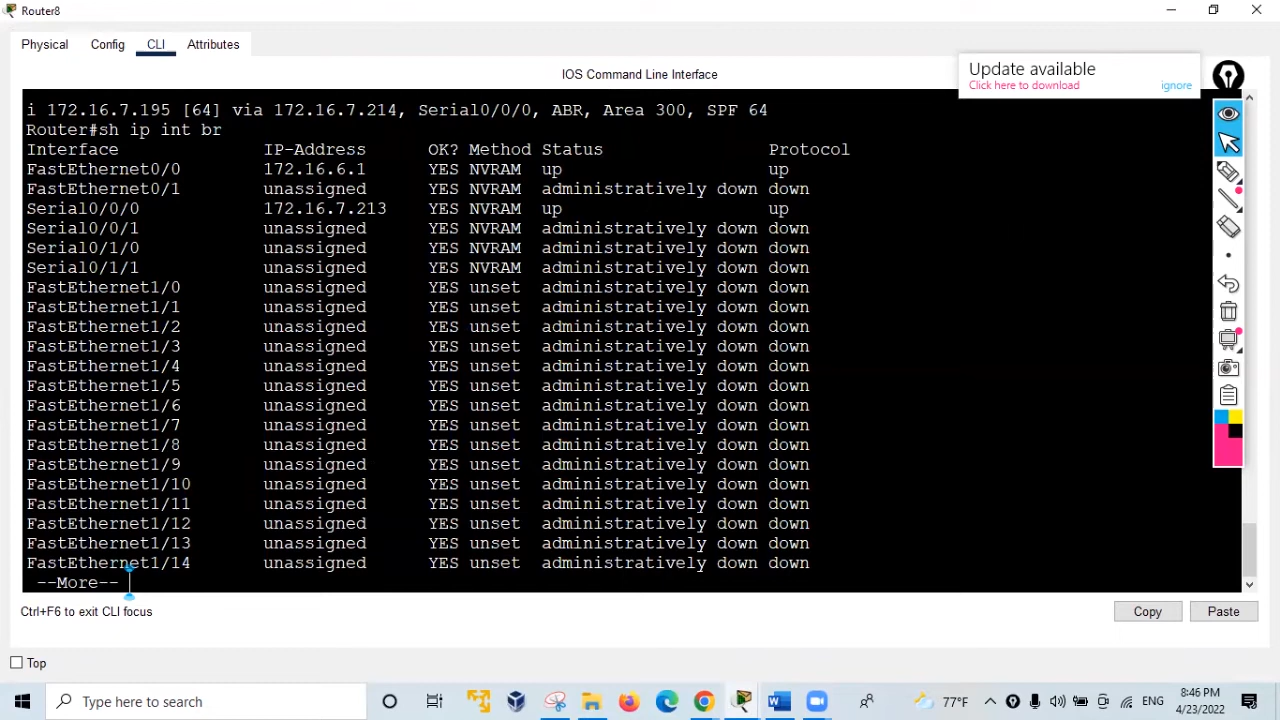 Router8
Physical Config CLI Attributes
IOS Command Line Interface
Update available
Click here to download ignore
i 172.16.7.195 [64] via 172.16.7.214, Serial0/0/0, ABR, Area 300, SPF 64
Router#sh ip int br
Interface IP-Address OK? Method Status Protocol
FastEthernet0/0 172.16.6.1 YES NVRAM up up
FastEthernet0/1 unassigned YES NVRAM administratively down down
Serial0/0/0 172.16.7.213 YES NVRAM up up
Serial0/0/1 unassigned YES NVRAM administratively down down
Serial0/1/0 unassigned YES NVRAM administratively down down
Serial0/1/1 unassigned YES NVRAM administratively down down
FastEthernet1/0 unassigned YES unset administratively down down
FastEthernet1/1 unassigned YES unset administratively down down
FastEthernet1/2 unassigned YES unset administratively down down
FastEthernet1/3 unassigned YES unset administratively down down
FastEthernet1/4 unassigned YES unset administratively down down
FastEthernet1/5 unassigned YES unset administratively down down
FastEthernet1/6 unassigned YES unset administratively down down
FastEthernet1/7 unassigned YES unset administratively down down
FastEthernet1/8 unassigned YES unset administratively down down
FastEthernet1/9 unassigned YES unset administratively down down
FastEthernet1/10 unassigned YES unset administratively down down
FastEthernet1/11 unassigned YES unset administratively down down
FastEthernet1/12 unassigned YES unset administratively down down
FastEthernet1/13 unassigned YES unset administratively down down
FastEthernet1/14 unassigned YES unset administratively down down
--More--
Ctrl+F6 to exit CLI focus Copy Paste
Top
Type here to search 77°F ENG 8:46 PM
4/23/2022